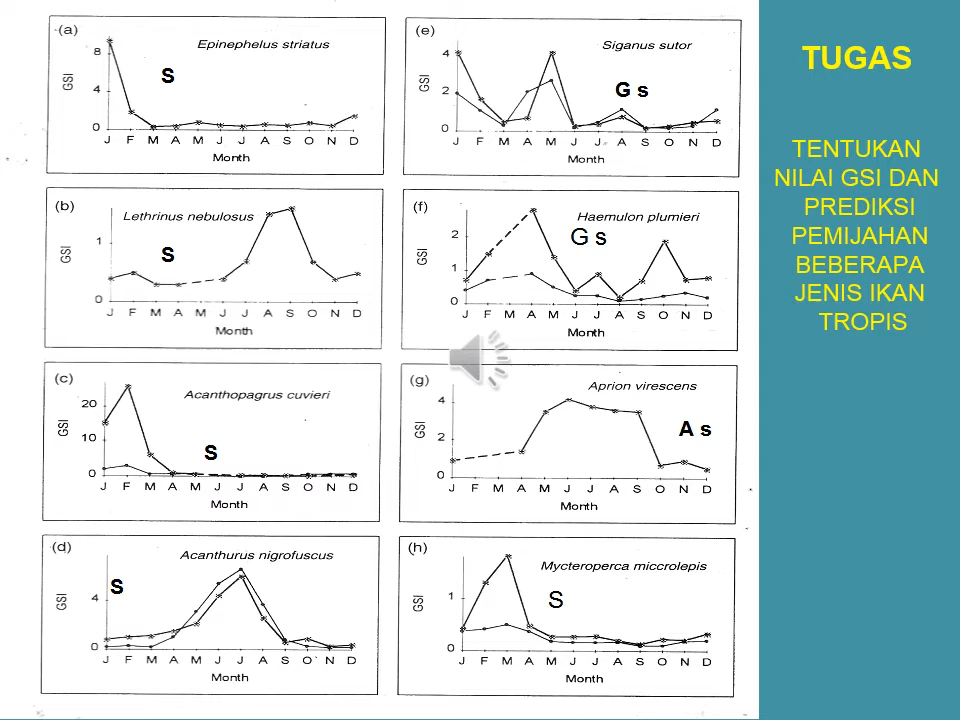 (a)
Epinephelus striatus
8
4
0
GSI
S
J F M A M J J A S O N D
Month
(b)
Lethrinus nebulosus
1
0
GSI
S
J F M A M J J A S O N D
Month
(c)
Acanthopagrus cuvieri
20
10
0
GSI
S
J F M A M J J A S O N D
Month
(d)
Acanthurus nigrofuscus
4
0
GSI
S
J F M A M J J A S O N D
Month
(e)
Siganus sutor
4
2
0
GSI
G s
J F M A M J J A S O N D
Month
(f)
Haemulon plumieri
2
1
0
GSI
G s
J F M A M J J A S O N D
Month
(g)
Aprion virescens
4
2
0
GSI
A s
J F M A M J J A S O N D
Month
(h)
Mycteroperca miccrolepis
1
0
GSI
S
J F M A M J J A S O N D
Month
TUGAS
TENTUKAN
NILAI GSI DAN
PREDIKSI
PEMIJAHAN
BEBERAPA
JENIS IKAN
TROPIS